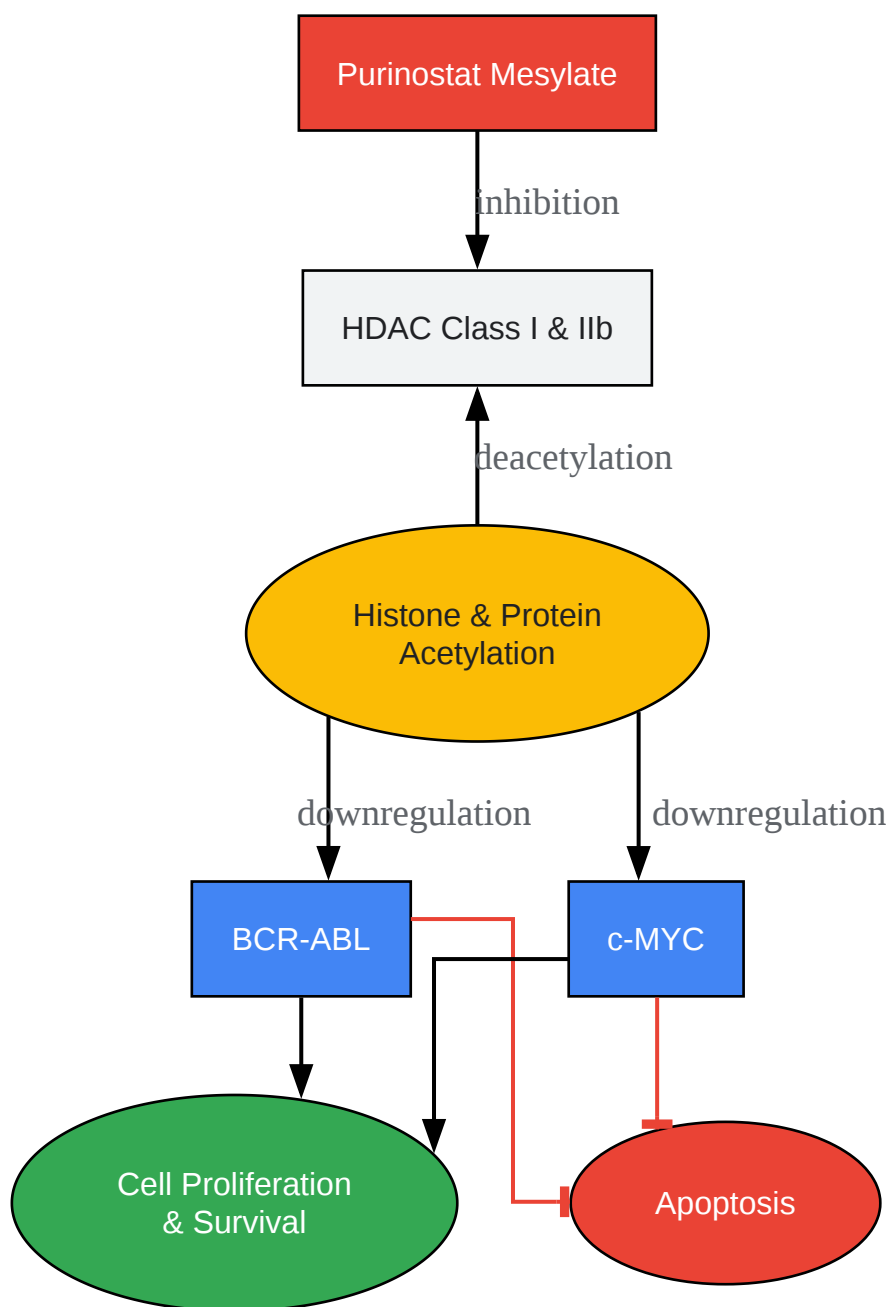 Purinostat Mesylate
inhibition
HDAC Class I & IIb
deacetylation
Histone & Protein
Acetylation
downregulation
downregulation
BCR-ABL
c-MYC
Cell Proliferation
& Survival
Apoptosis